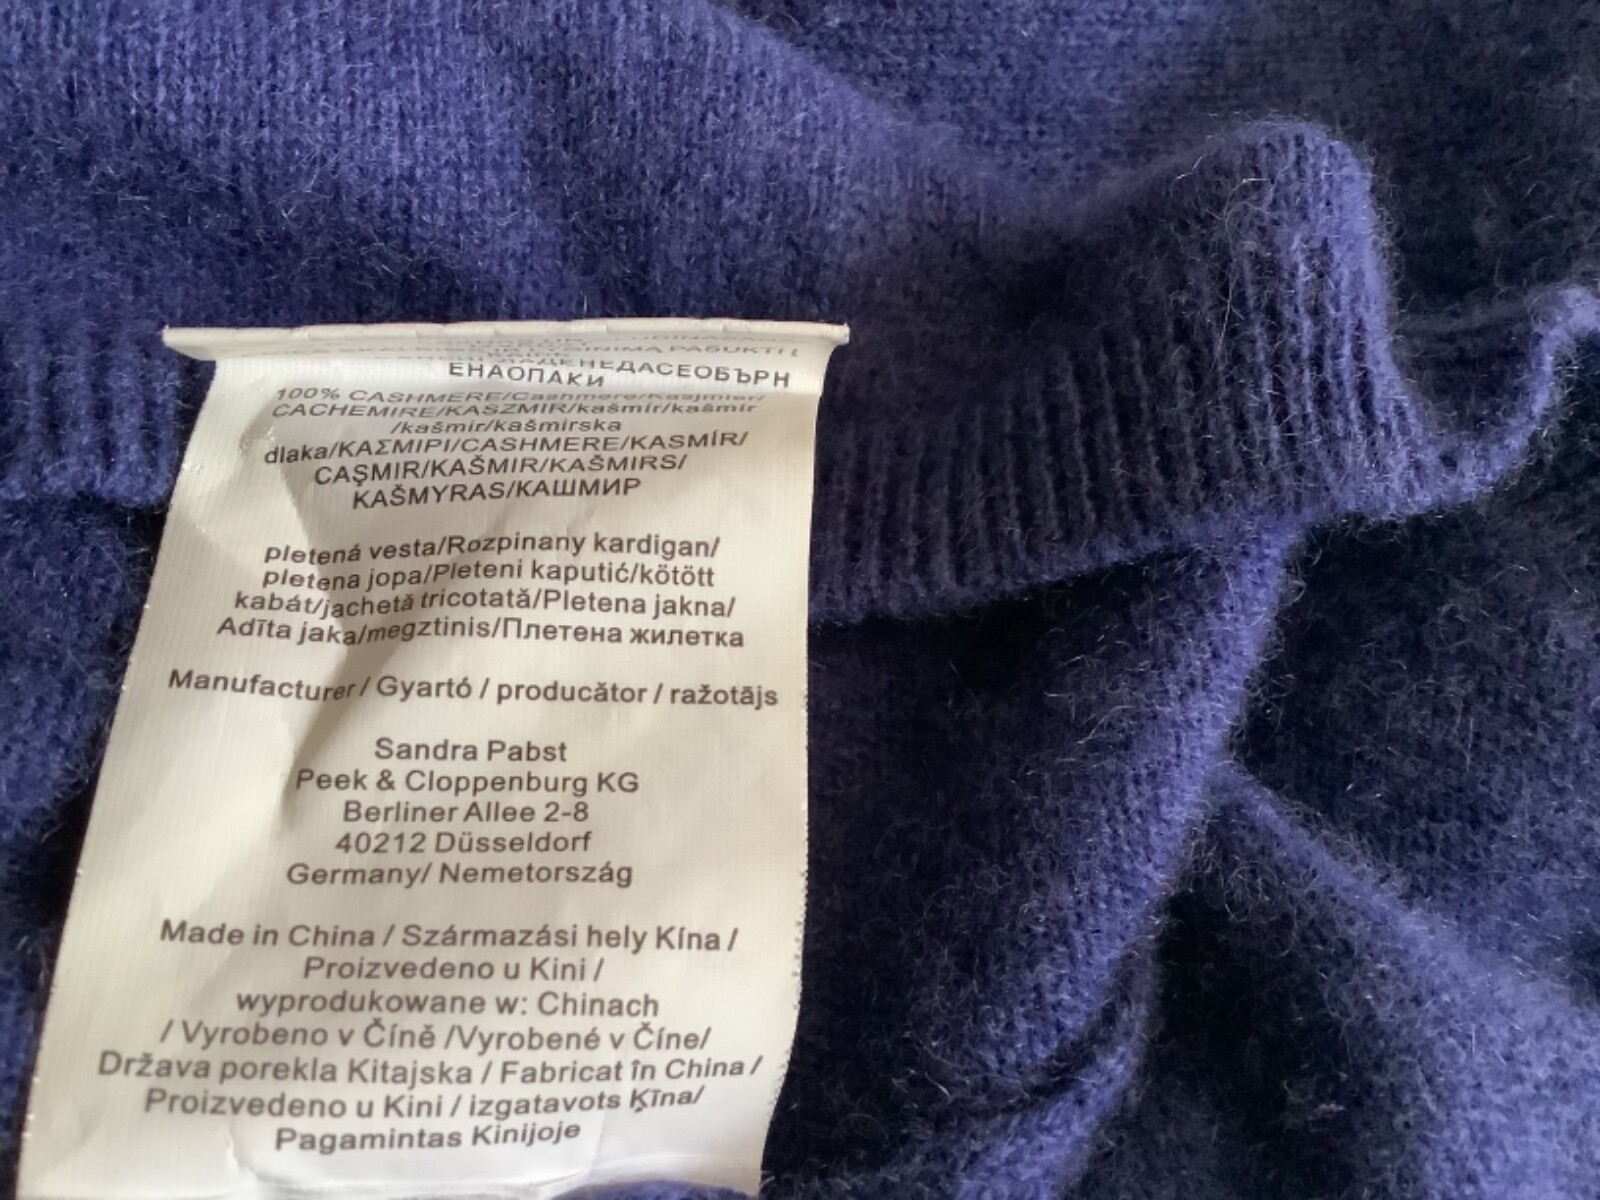 PAŠUKTI
ЕНАОПАКИ
100% CASHMERE/Cashmere/Kasjmier/
CACHEMIRE/KASZMIR/kašmír/kašmír
/kašmir/kašmirska
dlaka/ΚΑΣΜΙΡΙ/CASHMERE/KASMÍR/
CAŞMIR/KAŠMIR/KAŠMIRS/
KAŠMYRAS/КАШМИР
pletená vesta/Rozpinany kardigan/
pletena jopa/Pleteni kaputić/kötött
kabát/jachetă tricotată/Pletena jakna/
Adīta jaka/megztinis/Плетена жилетка
Manufacturer / Gyartó / producător / ražotājs
Sandra Pabst
Peek & Cloppenburg KG
Berliner Allee 2-8
40212 Düsseldorf
Germany/ Nemetország
Made in China / Származási hely Kína /
Proizvedeno u Kini /
wyprodukowane w: Chinach
/ Vyrobeno v Číně /Vyrobené v Číne/
Država porekla Kitajska / Fabricat în China /
Proizvedeno u Kini / izgatavots Ķīna/
Pagamintas Kinijoje